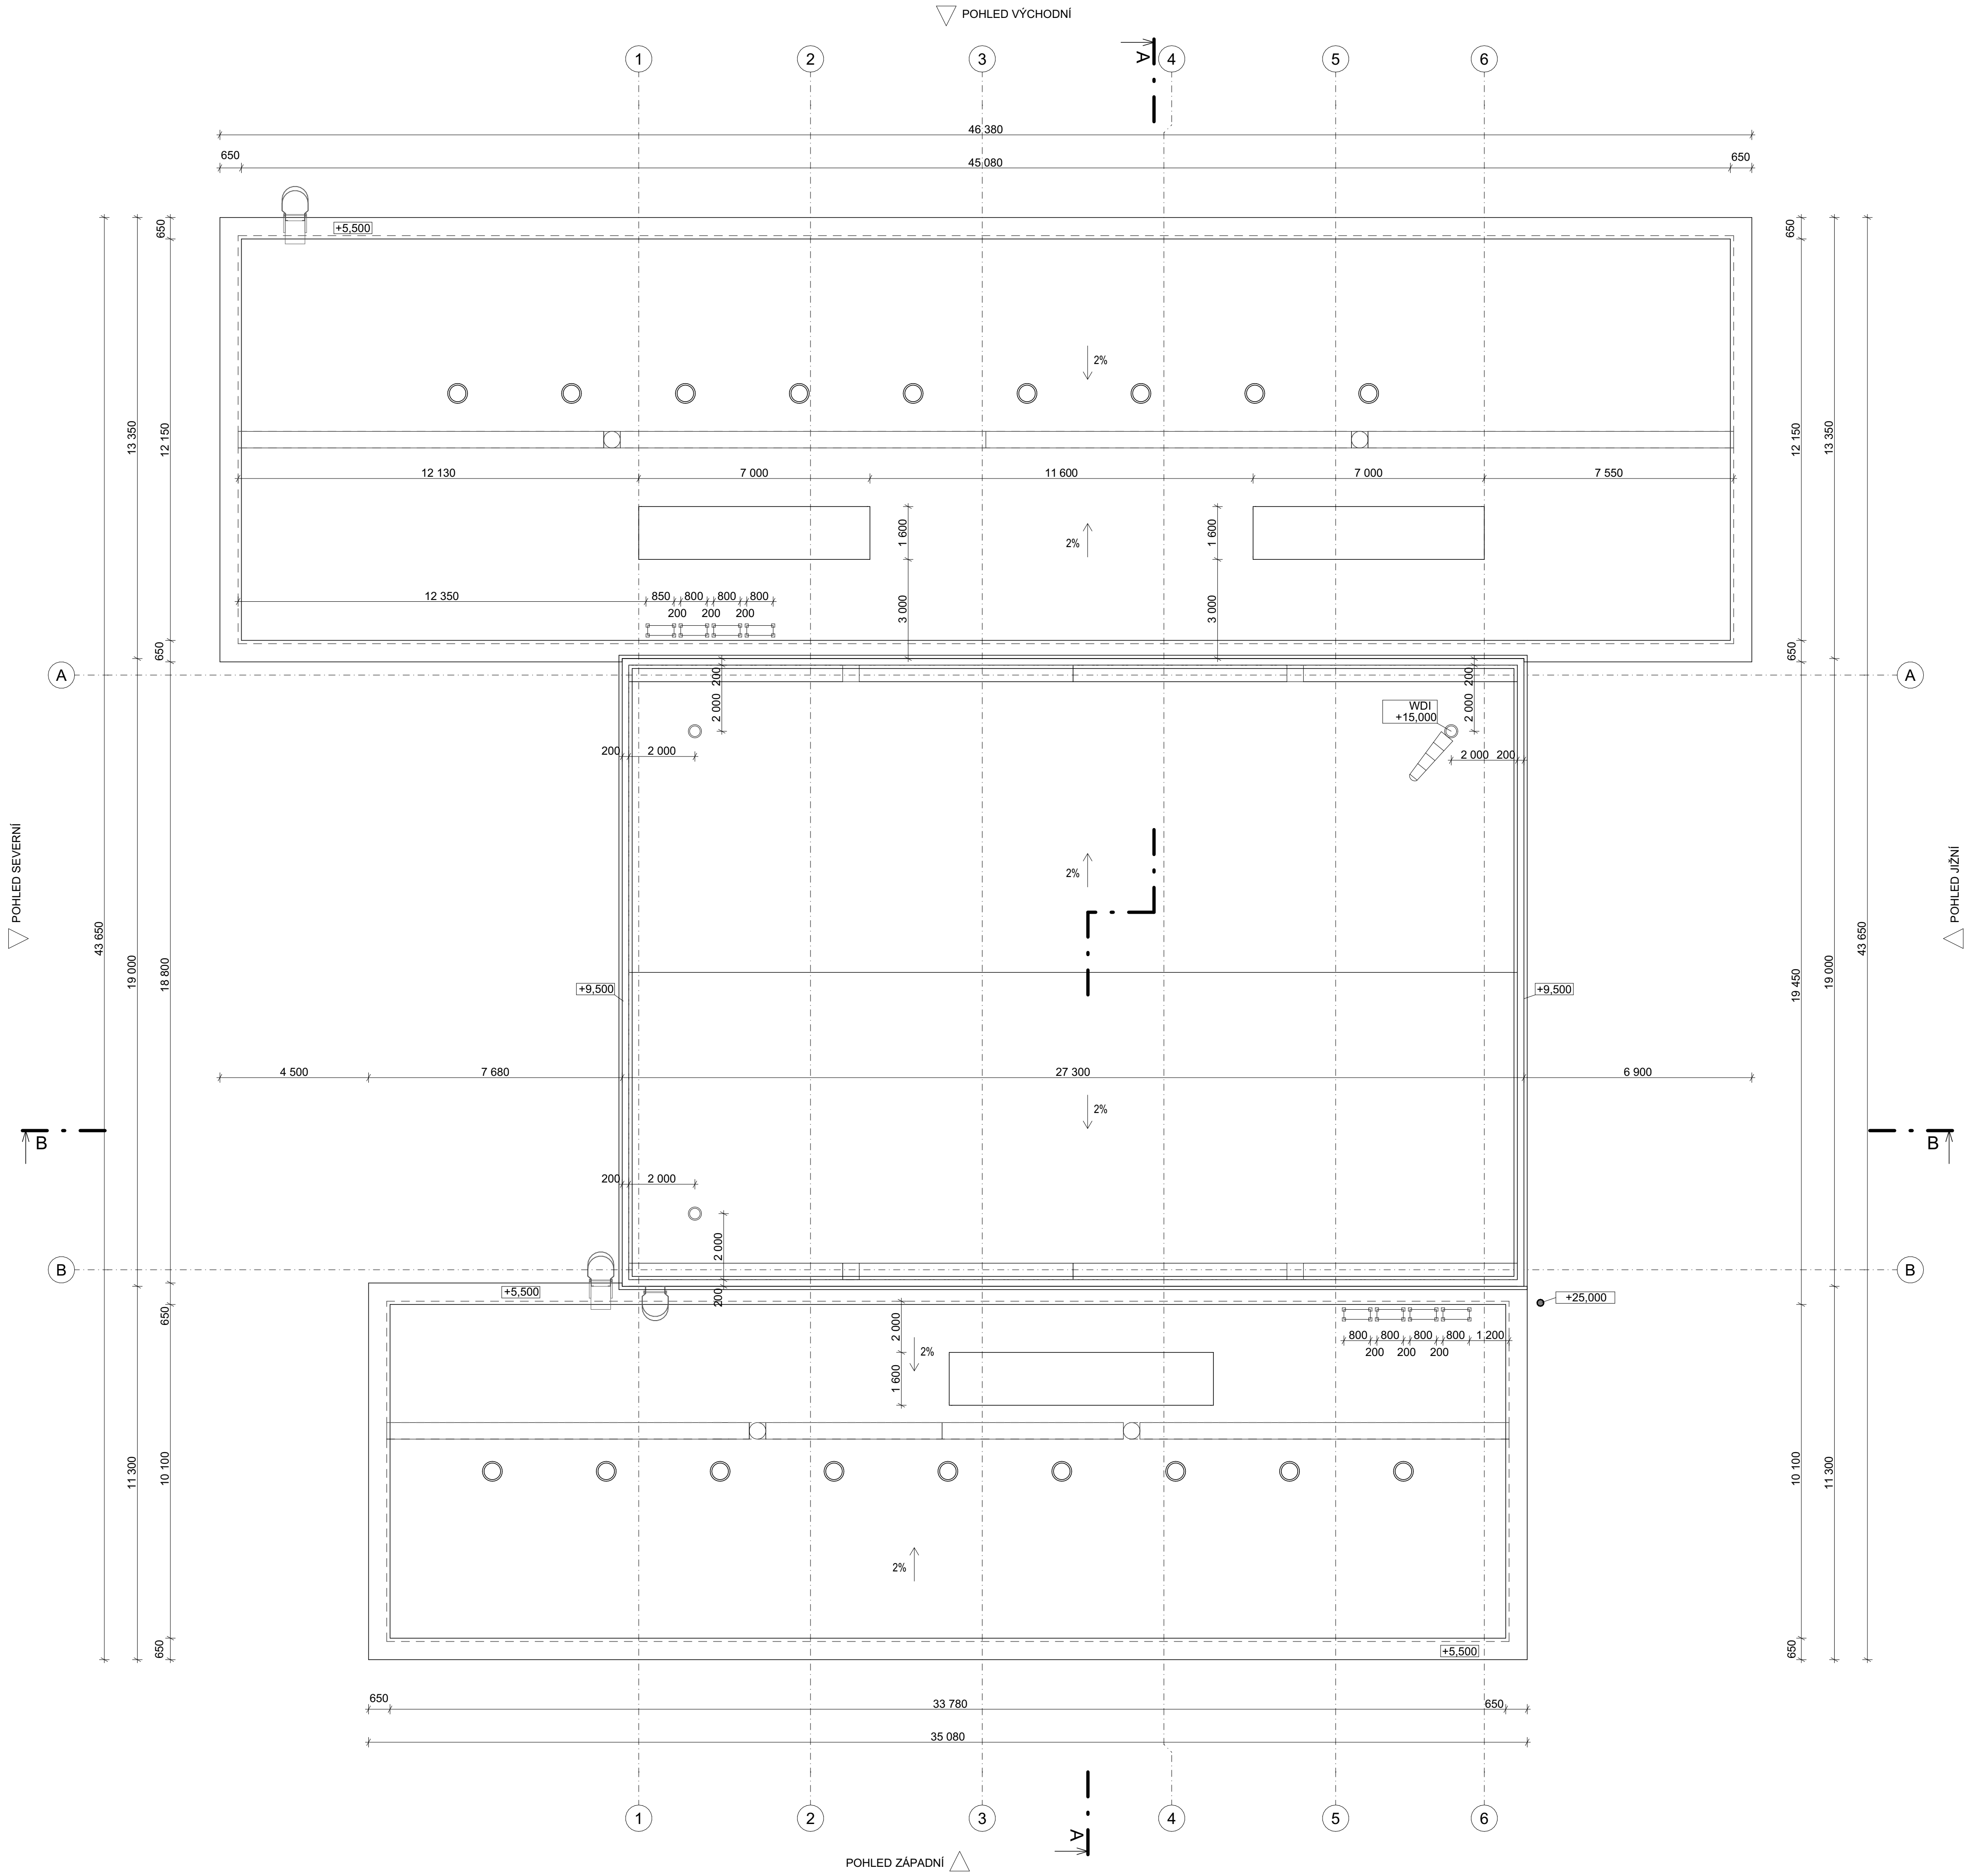 POHLED VÝCHODNÍ
1 2 3 A 4 5 6
46 380
650 45 080 650
+5,500
650
13 350
12 150
650
650
12 150
13 350
650
2%
12 130 7 000 11 600 7 000 7 550
1 600
3 000
2%
1 600
3 000
12 350 850 800 800 800
200 200 200
A
A
200
2 000
200 2 000
WDI
+15,000
200
2 000
2 000 200
POHLED SEVERNÍ
POHLED JIŽNÍ
2%
43 650
19 000
18 800
+9,500
+9,500
19 450
19 000
43 650
4 500 7 680 27 300 6 900
2%
B
B
200 2 000
2 000
200
B
B
+5,500
+25,000
650
2 000
1 600
2%
800 800 800 800 1 200
200 200 200
11 300
10 100
650
10 100
11 300
650
2%
+5,500
650 33 780 650
35 080
1 2 3 A 4 5 6
POHLED ZÁPADNÍ